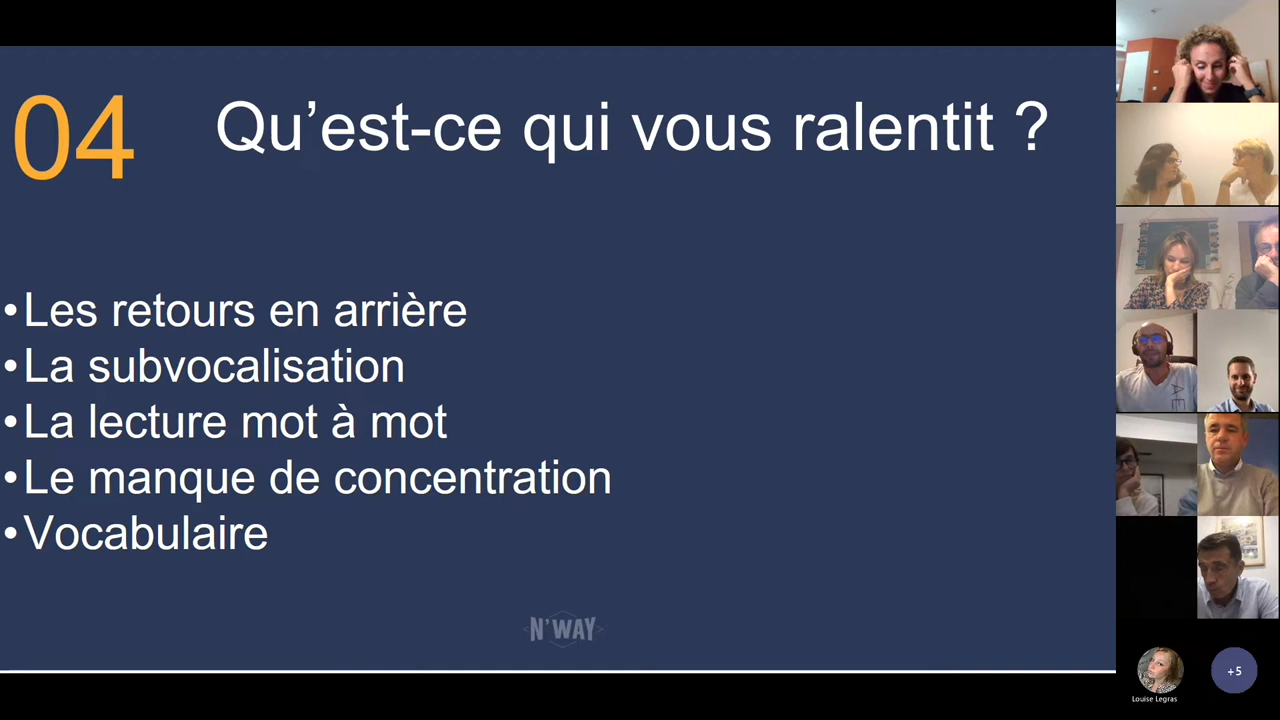 04
Qu’est-ce qui vous ralentit ?
•Les retours en arrière
•La subvocalisation
•La lecture mot à mot
•Le manque de concentration
•Vocabulaire
N'WAY
Louise Legras
+5